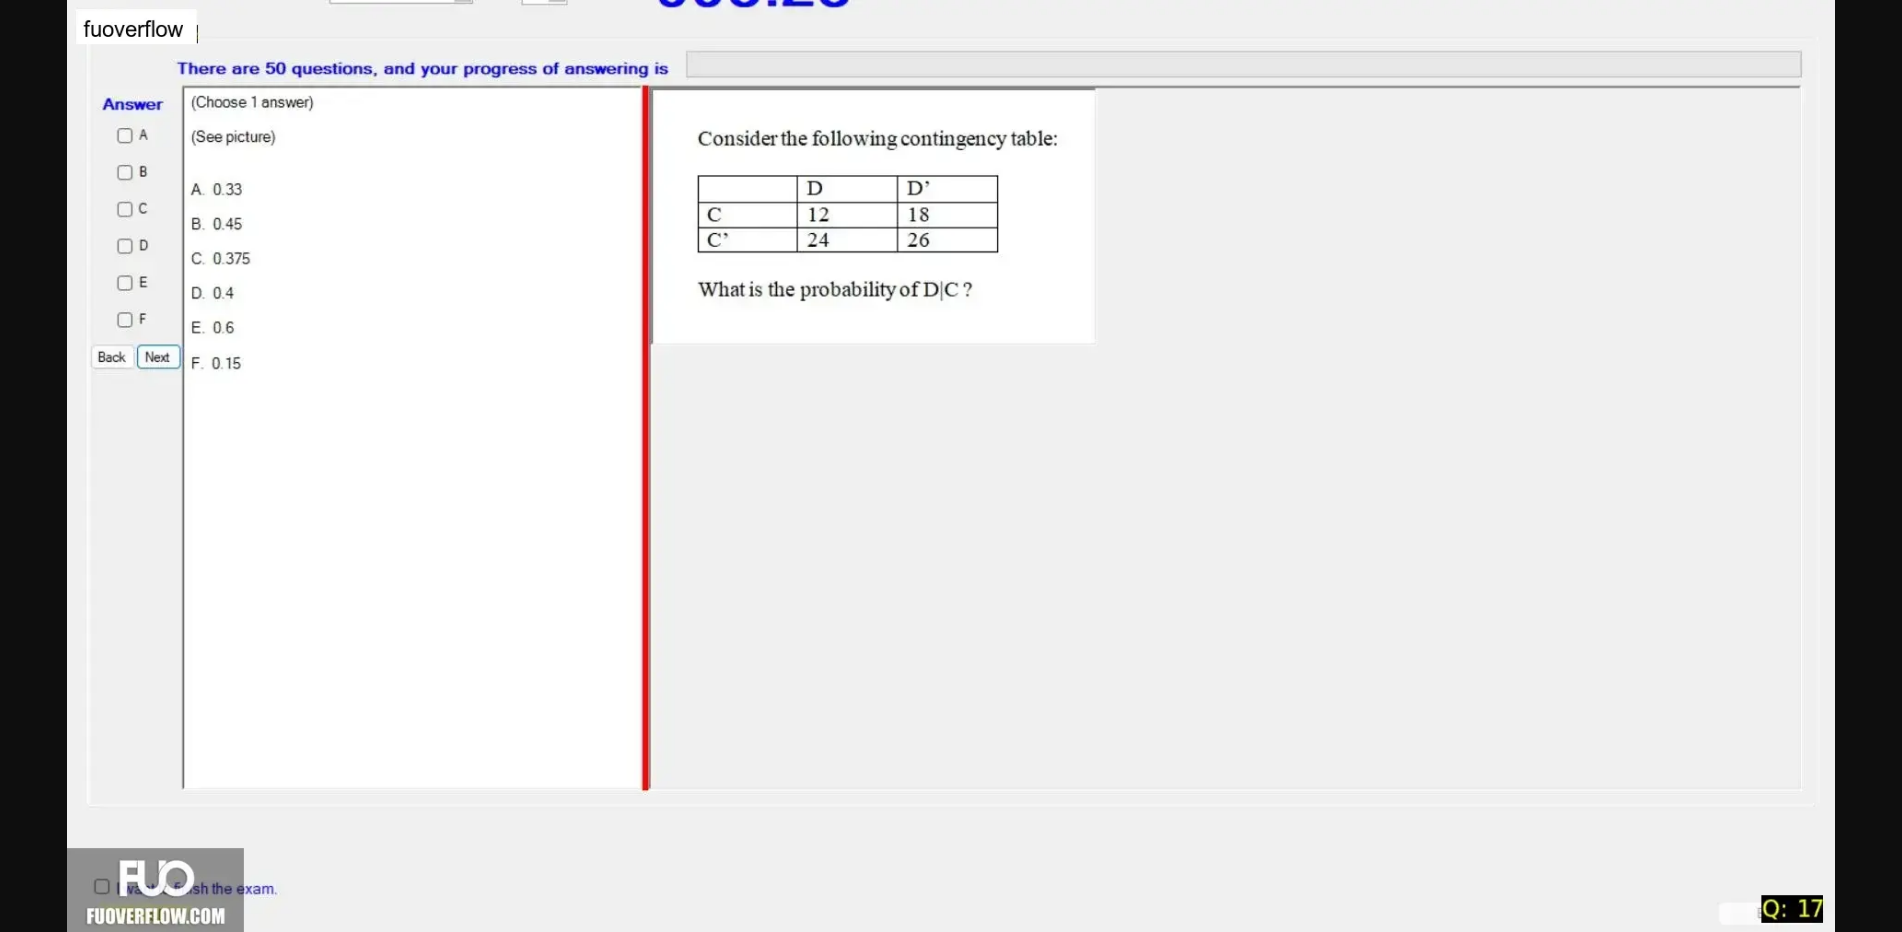 fuoverflow
There are 50 questions, and your progress of answering is
Answer
A
B
C
D
E
F
Back Next
(Choose 1 answer)
(See picture)
A. 0.33
B. 0.45
C. 0.375
D. 0.4
E. 0.6
F. 0.15
Consider the following contingency table:
D D’
C 12 18
C’ 24 26
What is the probability of D|C ?
FUO
the exam.
FUOVERFLOW.COM
Q: 17